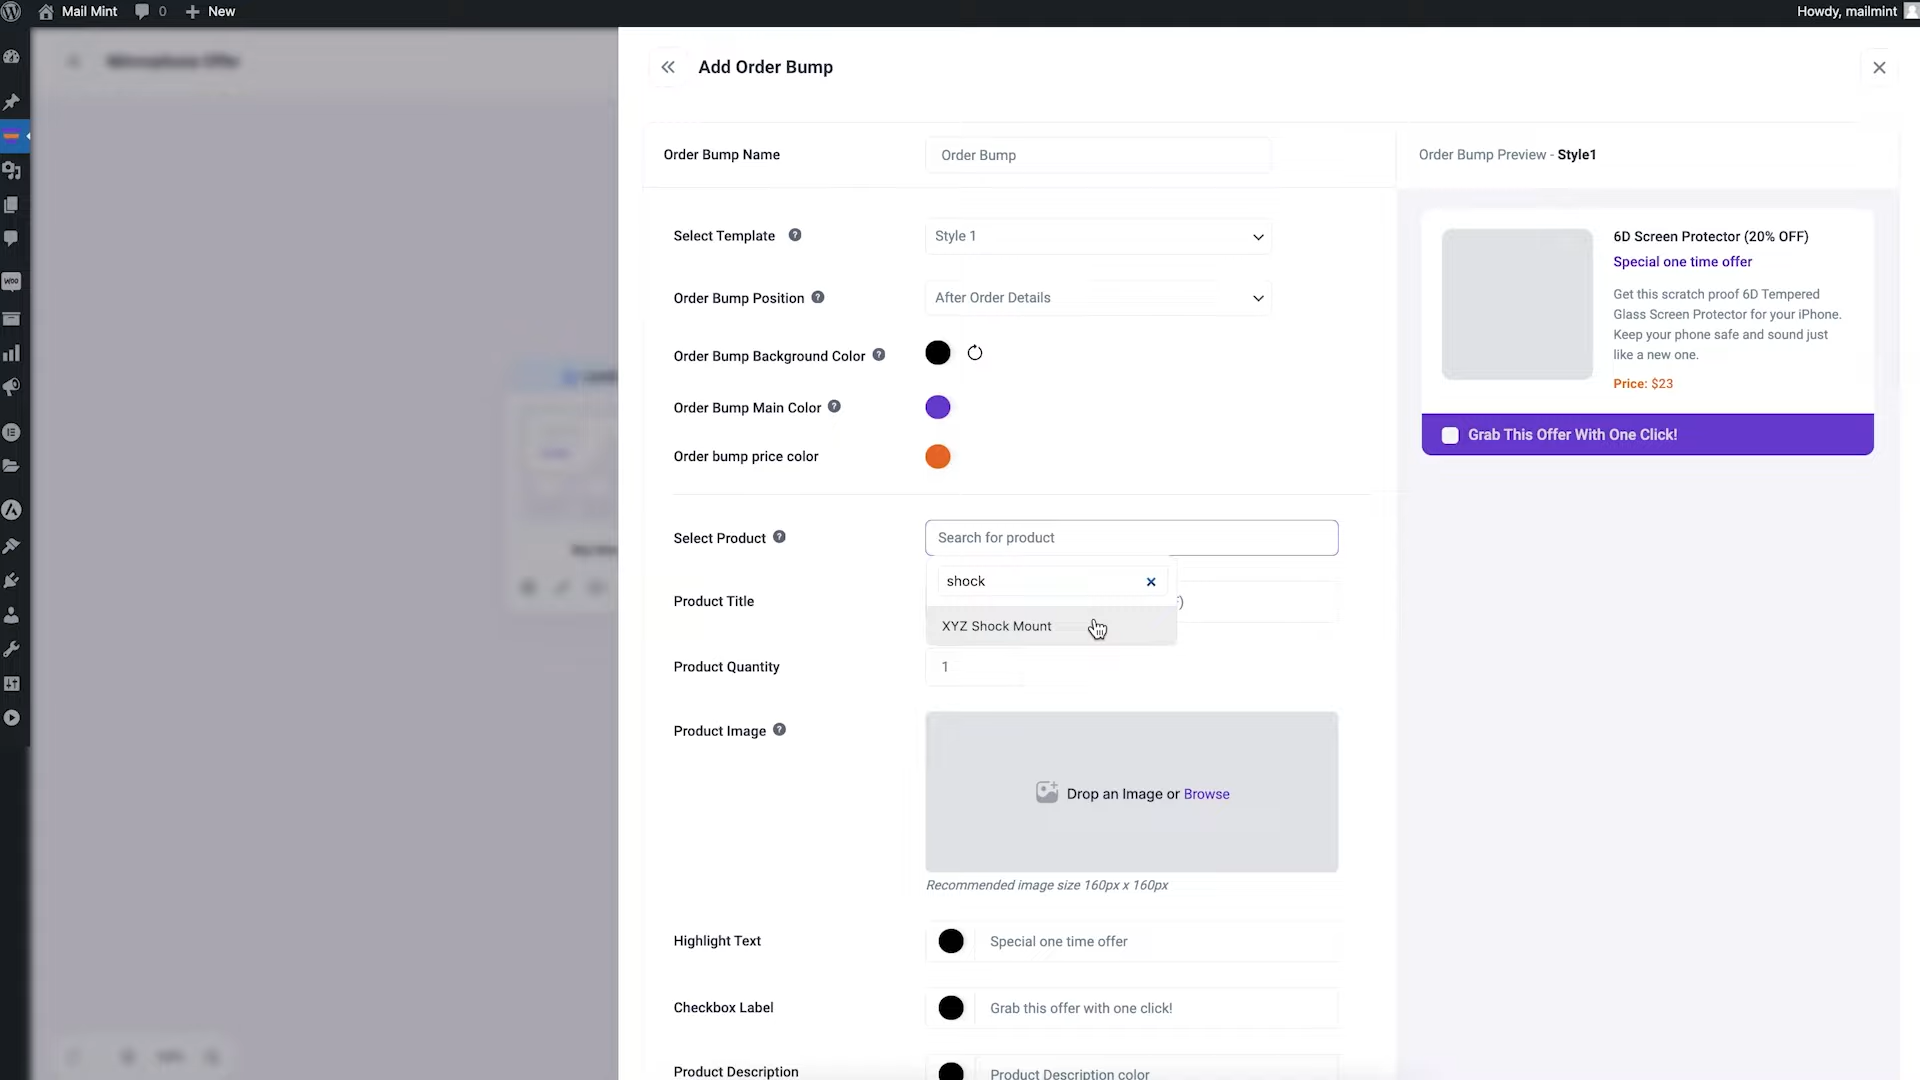 Mail Mint 0 New Howdy, mailmint
Add Order Bump
Order Bump Name Order Bump
Order Bump Preview - Style1
Select Template Style 1
Order Bump Position After Order Details
Order Bump Background Color
Order Bump Main Color
Order bump price color
6D Screen Protector (20% OFF)
Special one time offer
Get this scratch proof 6D Tempered
Glass Screen Protector for your iPhone.
Keep your phone safe and sound just
like a new one.
Price: $23
Grab This Offer With One Click!
Select Product Search for product
shock
Product Title
XYZ Shock Mount
Product Quantity 1
Product Image
Drop an Image or Browse
Recommended image size 160px x 160px
Highlight Text Special one time offer
Checkbox Label Grab this offer with one click!
Product Description Product Description color